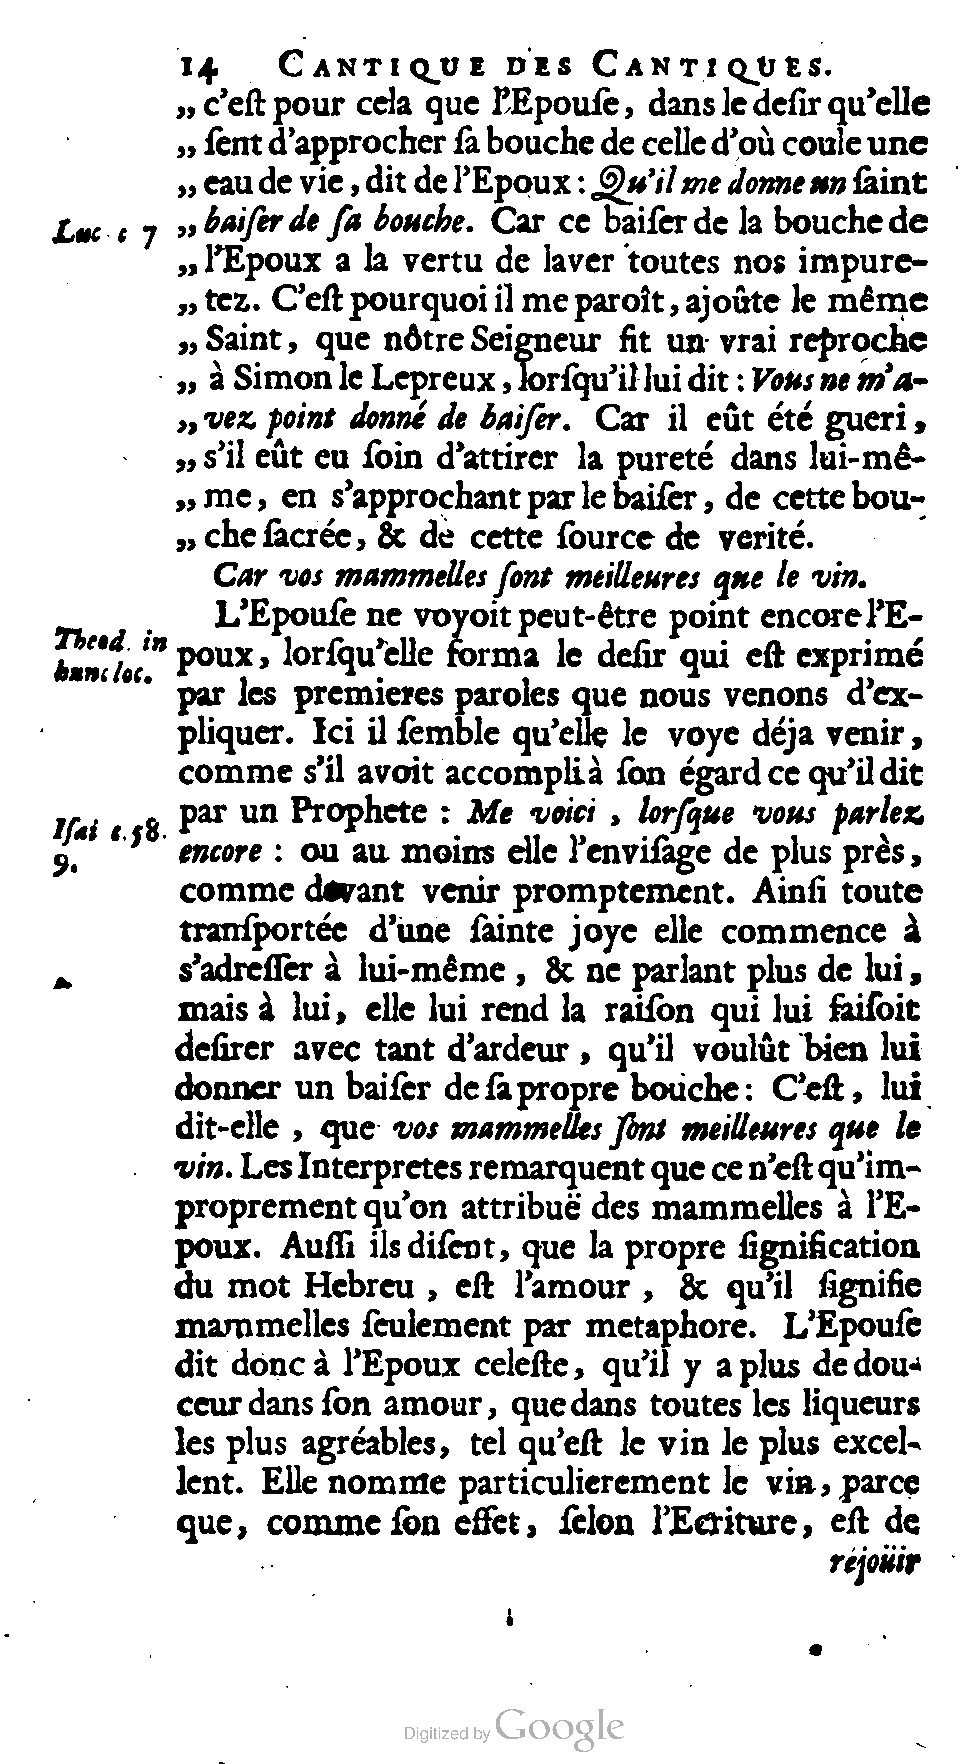 14 CANTIQUE DES CANTIQUES.
„ c'eſt pour cela que l'Epouſe, dans le deſir qu'elle
„ ſent d'approcher ſa bouche de celle d'où coule une
„ eau de vie, dit de l'Epoux : Qu'il me donne un ſaint
Luc. c 7 „ baiſer de ſa bouche. Car ce baiſer de la bouche de
„ l'Epoux a la vertu de laver toutes nos impure-
„ tez. C'eſt pourquoi il me paroît, ajoûte le même
„ Saint, que nôtre Seigneur fit un vrai reproche
„ à Simon le Lepreux, lorſqu'il lui dit : Vous ne m'a-
„ vez point donné de baiſer. Car il eût été gueri,
„ s'il eût eu ſoin d'attirer la pureté dans lui-mê-
„ me, en s'approchant par le baiſer, de cette bou-
„ che ſacrée, & de cette ſource de verité.
Car vos mammelles ſont meilleures que le vin.
L'Epouſe ne voyoit peut-être point encore l'E-
Theod. in hunc loc. poux, lorſqu'elle forma le deſir qui eſt exprimé
par les premieres paroles que nous venons d'ex-
pliquer. Ici il ſemble qu'elle le voye déja venir,
comme s'il avoit accompli à ſon égard ce qu'il dit
Iſai c. 58. par un Prophete : Me voici, lorſque vous parlez
9. encore : ou au moins elle l'enviſage de plus près,
comme devant venir promptement. Ainſi toute
tranſportée d'une ſainte joye elle commence à
s'adreſſer à lui-même, & ne parlant plus de lui,
mais à lui, elle lui rend la raiſon qui lui faiſoit
deſirer avec tant d'ardeur, qu'il voulût bien lui
donner un baiſer de ſa propre bouche : C'eſt, lui
dit-elle, que vos mammelles ſont meilleures que le
vin. Les Interpretes remarquent que ce n'eſt qu'im-
proprement qu'on attribuë des mammelles à l'E-
poux. Auſſi ils diſent, que la propre ſignification
du mot Hebreu, eſt l'amour, & qu'il ſignifie
mammelles ſeulement par metaphore. L'Epouſe
dit donc à l'Epoux celeſte, qu'il y a plus de dou-
ceur dans ſon amour, que dans toutes les liqueurs
les plus agréables, tel qu'eſt le vin le plus excel-
lent. Elle nomme particulierement le vin, parce
que, comme ſon effet, ſelon l'Ecriture, eſt de
réjoüir
Digitized by Google